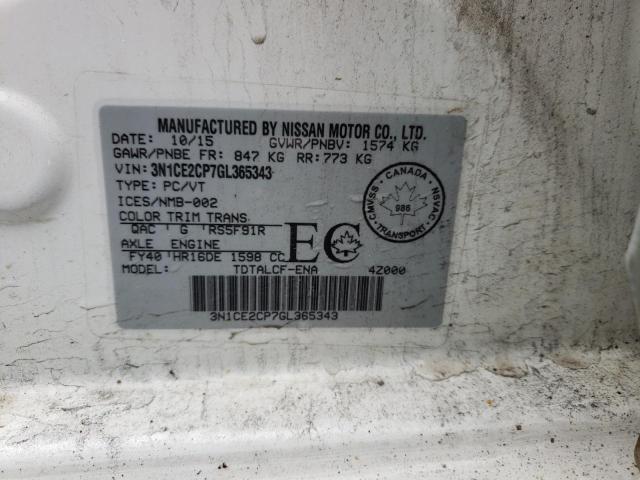 MANUFACTURED BY NISSAN MOTOR CO., LTD.
DATE: 10/15 GVWR/PNBV: 1574 KG
GAWR/PNBE FR: 847 KG RR: 773 KG
VIN: 3N1CE2CP7GL365343
TYPE: PC/VT
ICES/NMB-002
COLOR TRIM TRANS
QAC G RS5F91R
AXLE ENGINE
FY40 HR16DE 1598 CC
MODEL: TDTALCF-ENA 4Z000
3N1CE2CP7GL365343
EC
CANADA
CMVSS
NSVAC
986
TRANSPORT